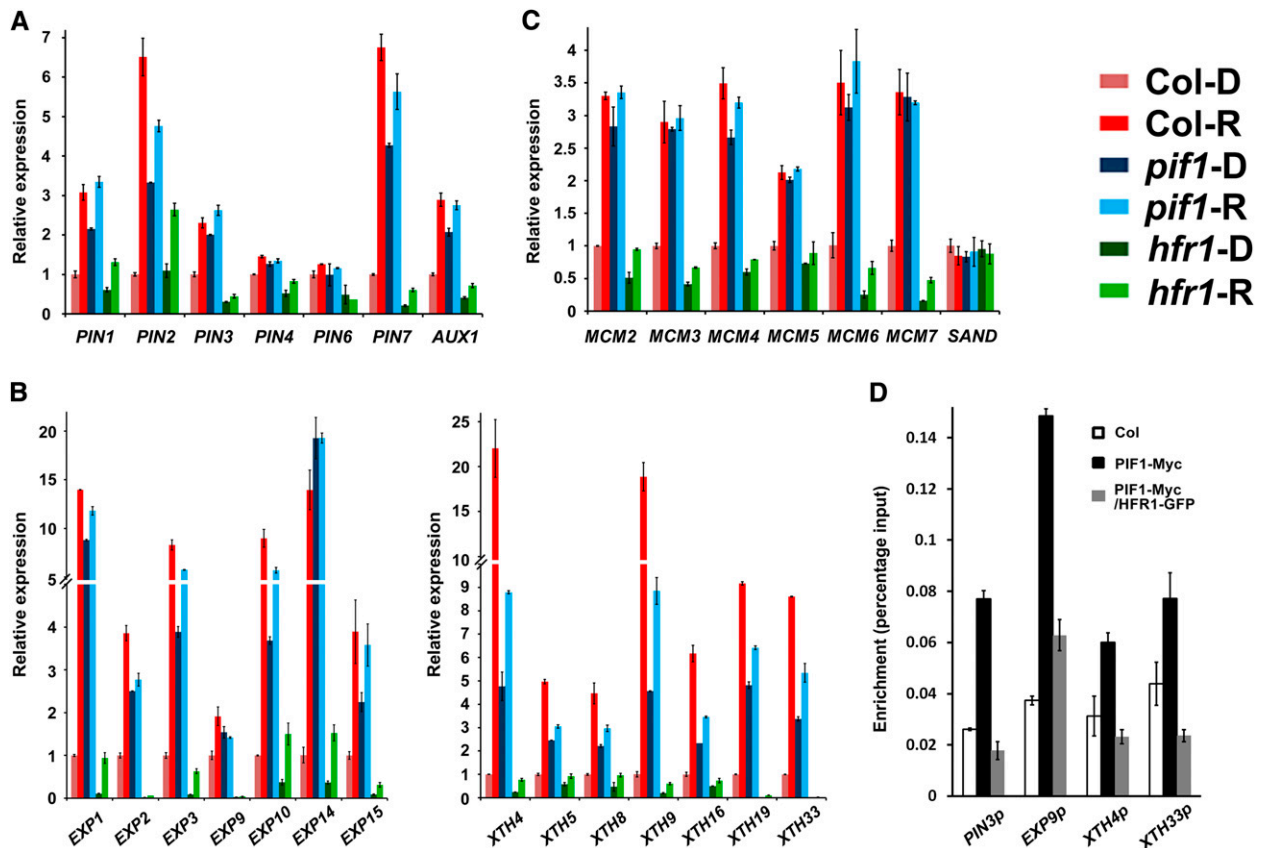 A
Relative expression
7
6
5
4
3
2
1
0
PIN1 PIN2 PIN3 PIN4 PIN6 PIN7 AUX1
C
Relative expression
4
3.5
3
2.5
2
1.5
1
0.5
0
MCM2 MCM3 MCM4 MCM5 MCM6 MCM7 SAND
Col-D
Col-R
pif1-D
pif1-R
hfr1-D
hfr1-R
B
Relative expression
20
15
10
5
4
3
2
1
0
EXP1 EXP2 EXP3 EXP9 EXP10 EXP14 EXP15
Relative expression
25
20
15
10
9
8
7
6
5
4
3
2
1
0
XTH4 XTH5 XTH8 XTH9 XTH16 XTH19 XTH33
D
Enrichment (percentage input)
0.14
0.12
0.1
0.08
0.06
0.04
0.02
0
Col
PIF1-Myc
PIF1-Myc
/HFR1-GFP
PIN3p EXP9p XTH4p XTH33p